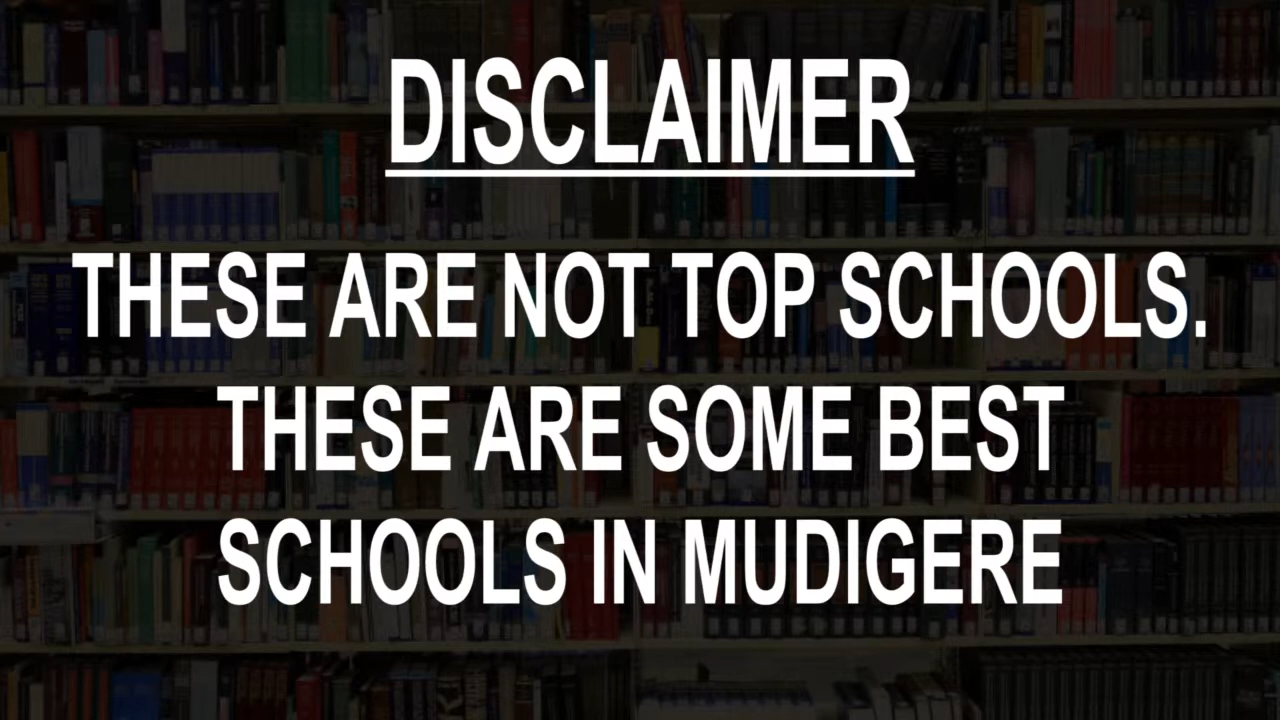 DISCLAIMER
THESE ARE NOT TOP SCHOOLS.
THESE ARE SOME BEST
SCHOOLS IN MUDIGERE